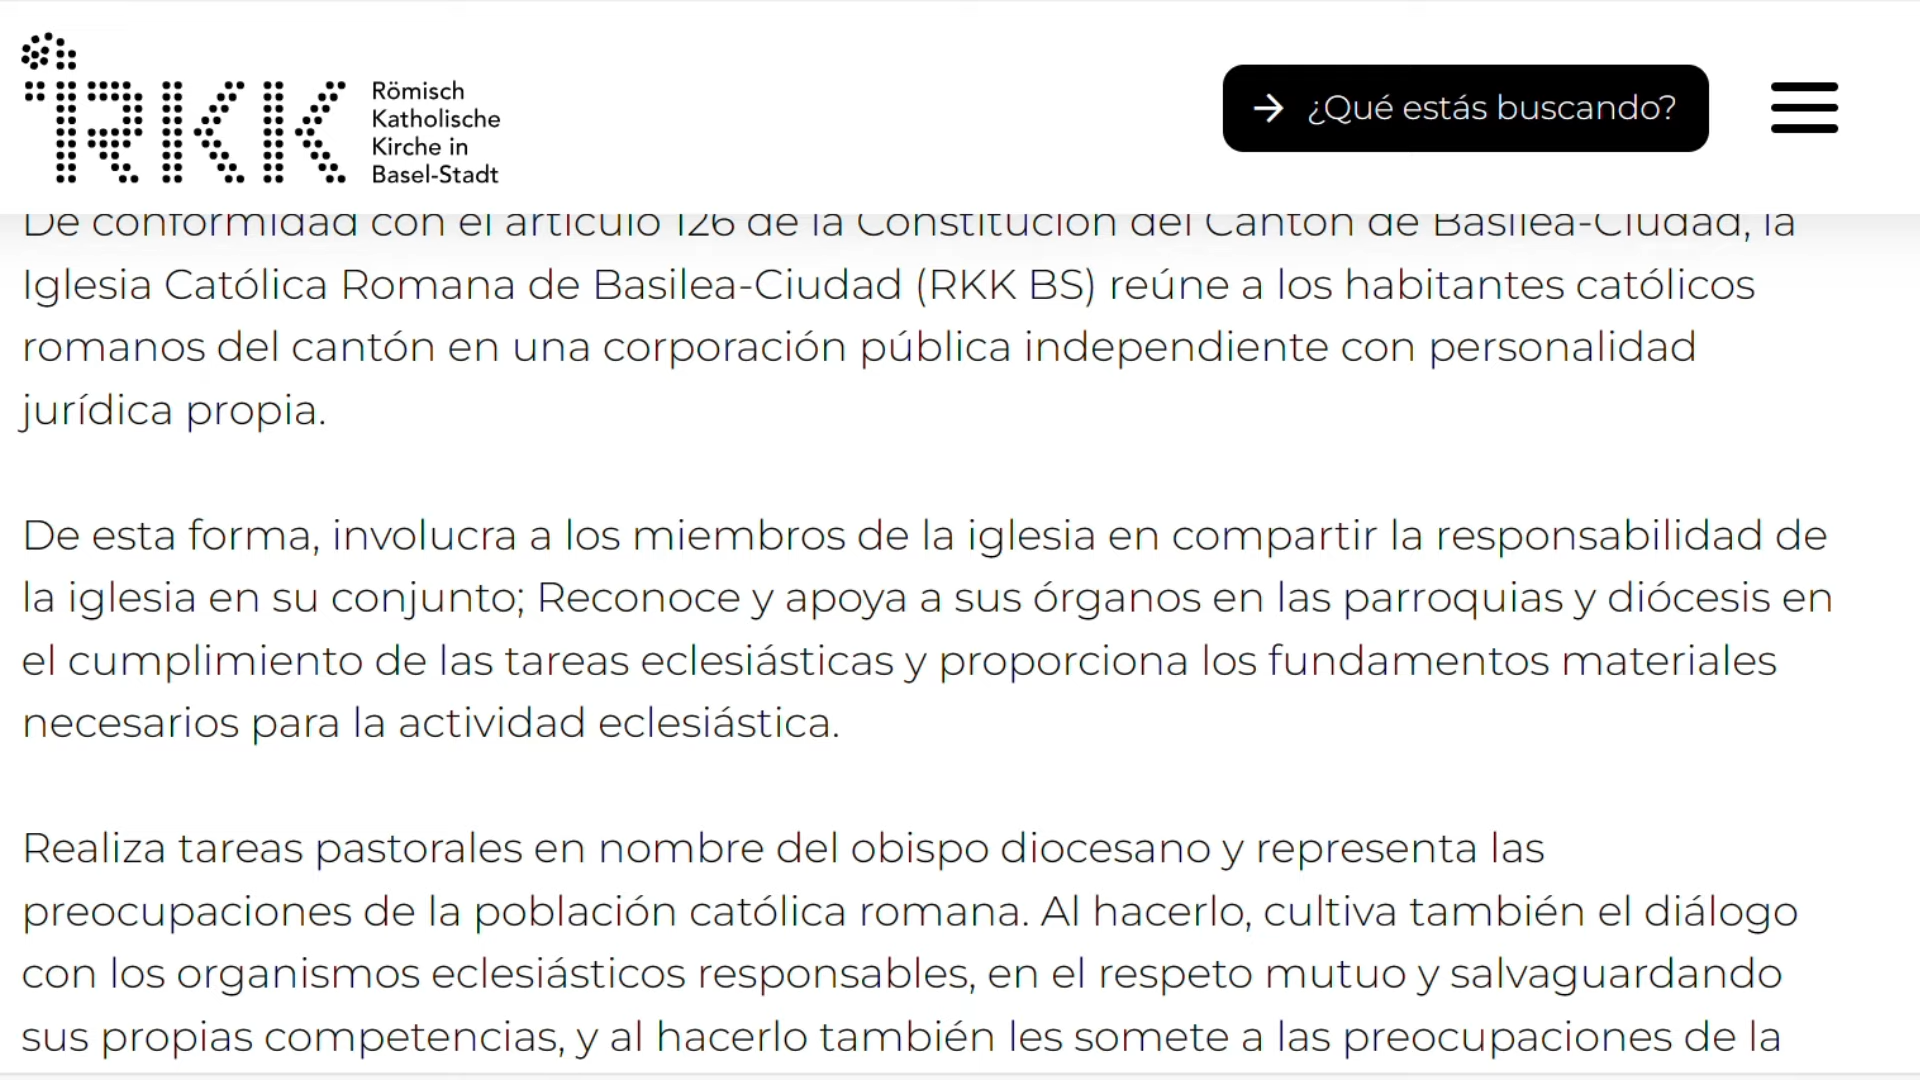 RKK
Römisch
Katholische
Kirche in
Basel-Stadt
¿Qué estás buscando?
De conformidad con el artículo 126 de la Constitución del Cantón de Basilea-Ciudad, la
Iglesia Católica Romana de Basilea-Ciudad (RKK BS) reúne a los habitantes católicos
romanos del cantón en una corporación pública independiente con personalidad
jurídica propia.
De esta forma, involucra a los miembros de la iglesia en compartir la responsabilidad de
la iglesia en su conjunto; Reconoce y apoya a sus órganos en las parroquias y diócesis en
el cumplimiento de las tareas eclesiásticas y proporciona los fundamentos materiales
necesarios para la actividad eclesiástica.
Realiza tareas pastorales en nombre del obispo diocesano y representa las
preocupaciones de la población católica romana. Al hacerlo, cultiva también el diálogo
con los organismos eclesiásticos responsables, en el respeto mutuo y salvaguardando
sus propias competencias, y al hacerlo también les somete a las preocupaciones de la